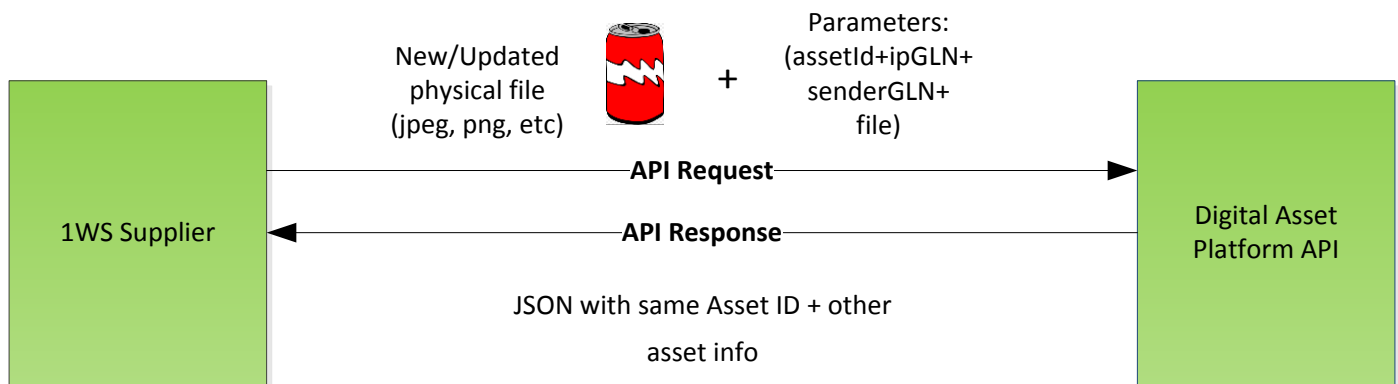 New/Updated
physical file
(jpeg, png, etc)
+
Parameters:
(assetId+ipGLN+
senderGLN+
file)
API Request
1WS Supplier
API Response
Digital Asset
Platform API
JSON with same Asset ID + other
asset info